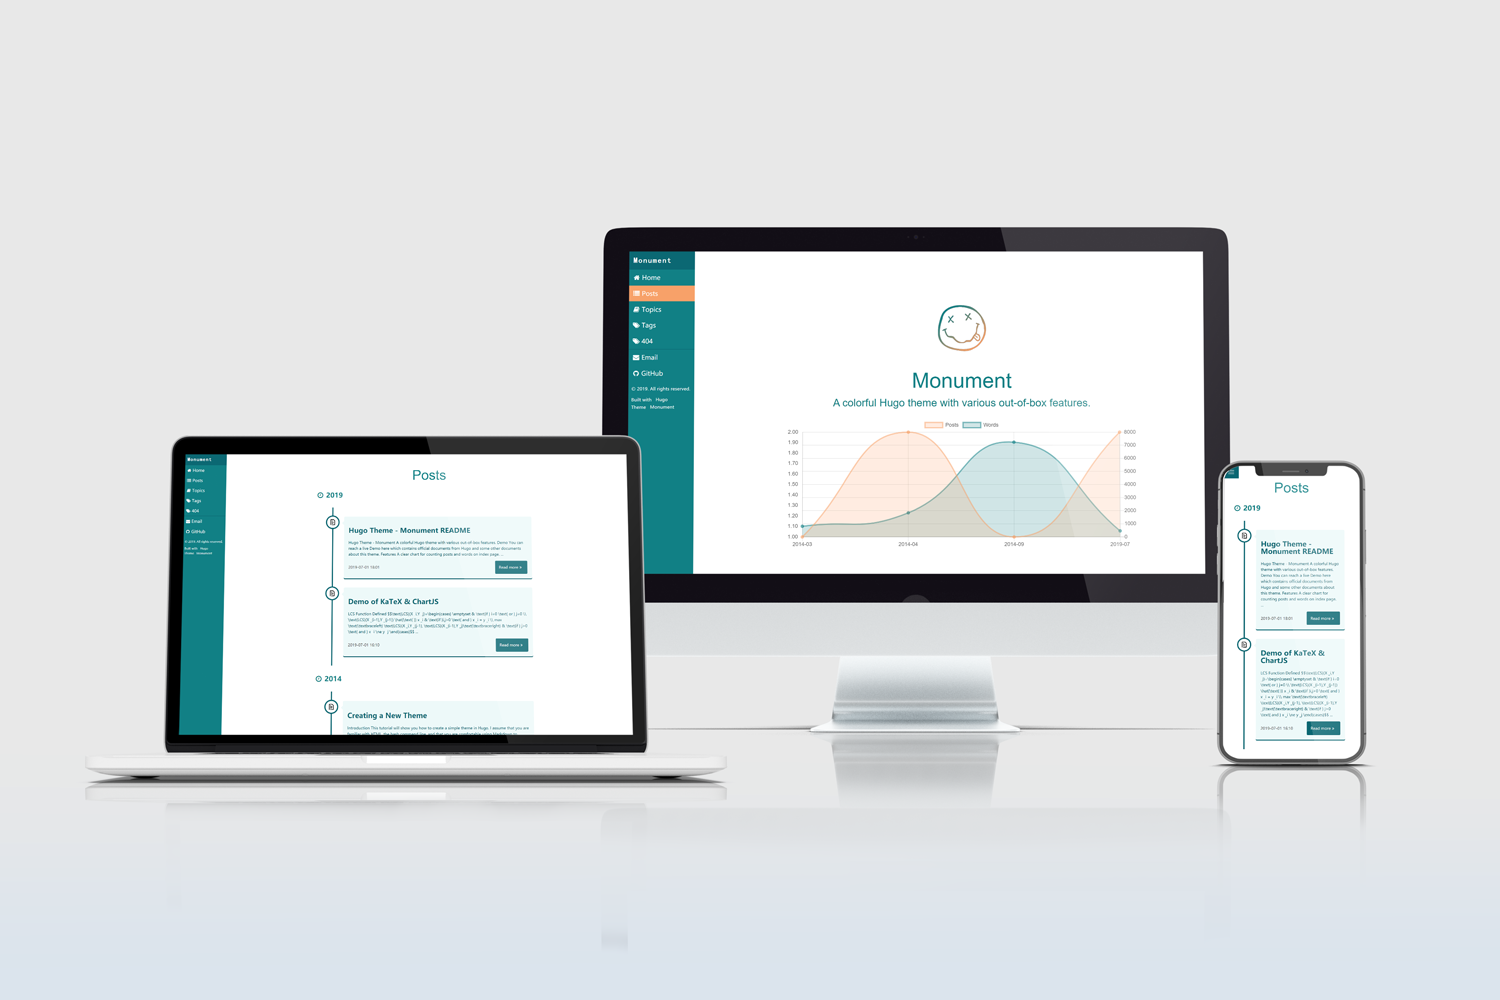 Monument
Home
Posts
Topics
Tags
404
Email
GitHub
© 2019. All rights reserved.
Built with Hugo
Theme Monument
Monument
A colorful Hugo theme with various out-of-box features.
Posts Words
2.00
1.90
1.80
1.70
1.60
1.50
1.40
1.30
1.20
1.10
1.00
8000
7000
6000
5000
4000
3000
2000
1000
0
2014-03
2014-04
2014-09
2019-07
Monument
Home
Posts
Topics
Tags
404
Email
GitHub
© 2019. All rights reserved.
Built with Hugo
Theme Monument
Posts
2019
Hugo Theme - Monument README
Hugo Theme - Monument A colorful Hugo theme with various out-of-box features. Demo You can
reach a live Demo here which contains official documents from Hugo and some other documents
about this theme. Features A clear chart for counting posts and words on index page. ...
2019-07-01 18:01
Read more »
Demo of KaTeX & ChartJS
2019-07-01 16:10
Read more »
2014
Creating a New Theme
Introduction This tutorial will show you how to create a simple theme in Hugo. I assume that you are
Posts
2019
Hugo Theme -
Monument README
Hugo Theme - Monument A colorful Hugo
theme with various out-of-box features.
Demo You can reach a live Demo here
which contains official documents from
Hugo and some other documents about
this theme. Features A clear chart for
counting posts and words on index page.
...
2019-07-01 18:01
Read more »
Demo of KaTeX &
ChartJS
2019-07-01 16:10
Read more »